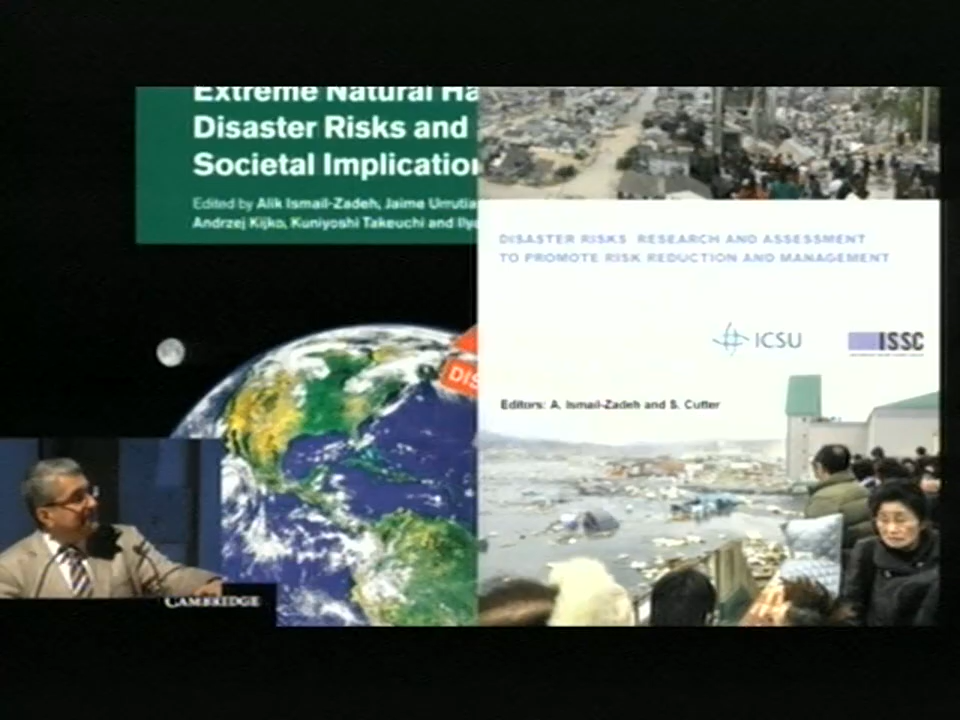 Extreme Natural Ha
Disaster Risks and
Societal Implication
Edited by Alik Ismail-Zadeh, Jaime Urrutia
Andrzej Kijko, Kuniyoshi Takeuchi and Ilya
DIS
CAMBRIDGE
DISASTER RISKS RESEARCH AND ASSESSMENT
TO PROMOTE RISK REDUCTION AND MANAGEMENT
ICSU
ISSC
Editors: A. Ismail-Zadeh and S. Cutter